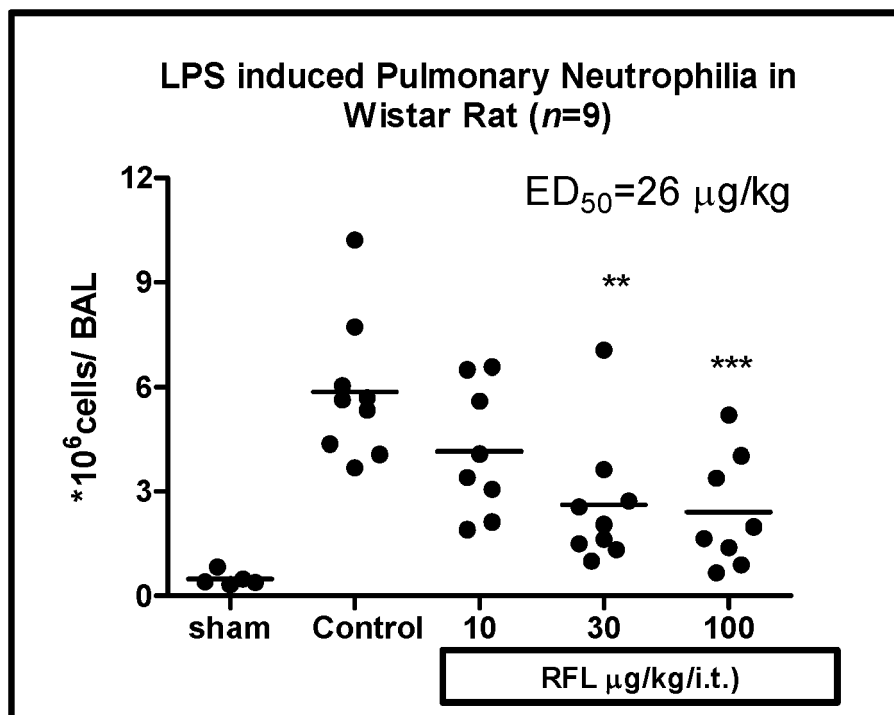 LPS induced Pulmonary Neutrophilia in
Wistar Rat (n=9)
ED₅₀=26 μg/kg
12
9
6
3
0
*10⁶cells/ BAL
**
***
sham Control 10 30 100
RFL μg/kg/i.t.)